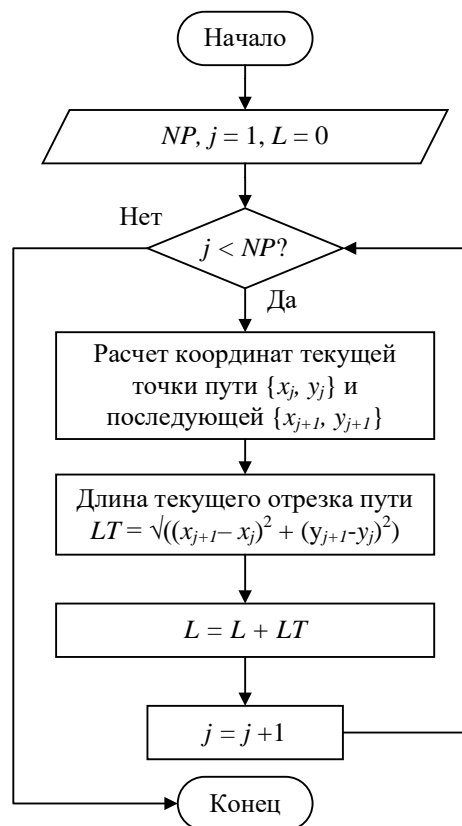 Начало
NP, j = 1, L = 0
Нет
j < NP?
Да
Расчет координат текущей
точки пути {xⱼ, yⱼ} и
последующей {xⱼ₊₁, yⱼ₊₁}
Длина текущего отрезка пути
LT = √((xⱼ₊₁– xⱼ)² + (yⱼ₊₁-yⱼ)²)
L = L + LT
j = j +1
Конец